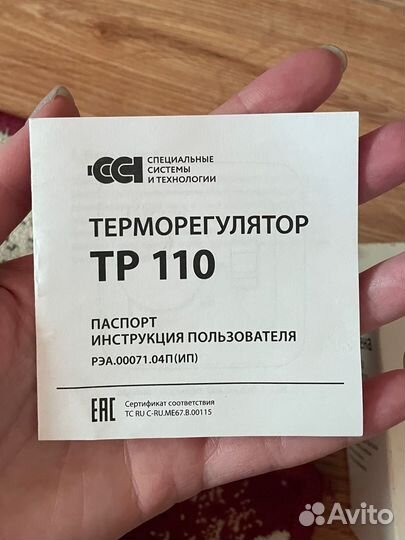 ССТ
СПЕЦИАЛЬНЫЕ
СИСТЕМЫ
И ТЕХНОЛОГИИ
ТЕРМОРЕГУЛЯТОР
ТР 110
ПАСПОРТ
ИНСТРУКЦИЯ ПОЛЬЗОВАТЕЛЯ
РЭА.00071.04П(ИП)
EAC
Сертификат соответствия
TC RU C-RU.ME67.B.00115
Avito